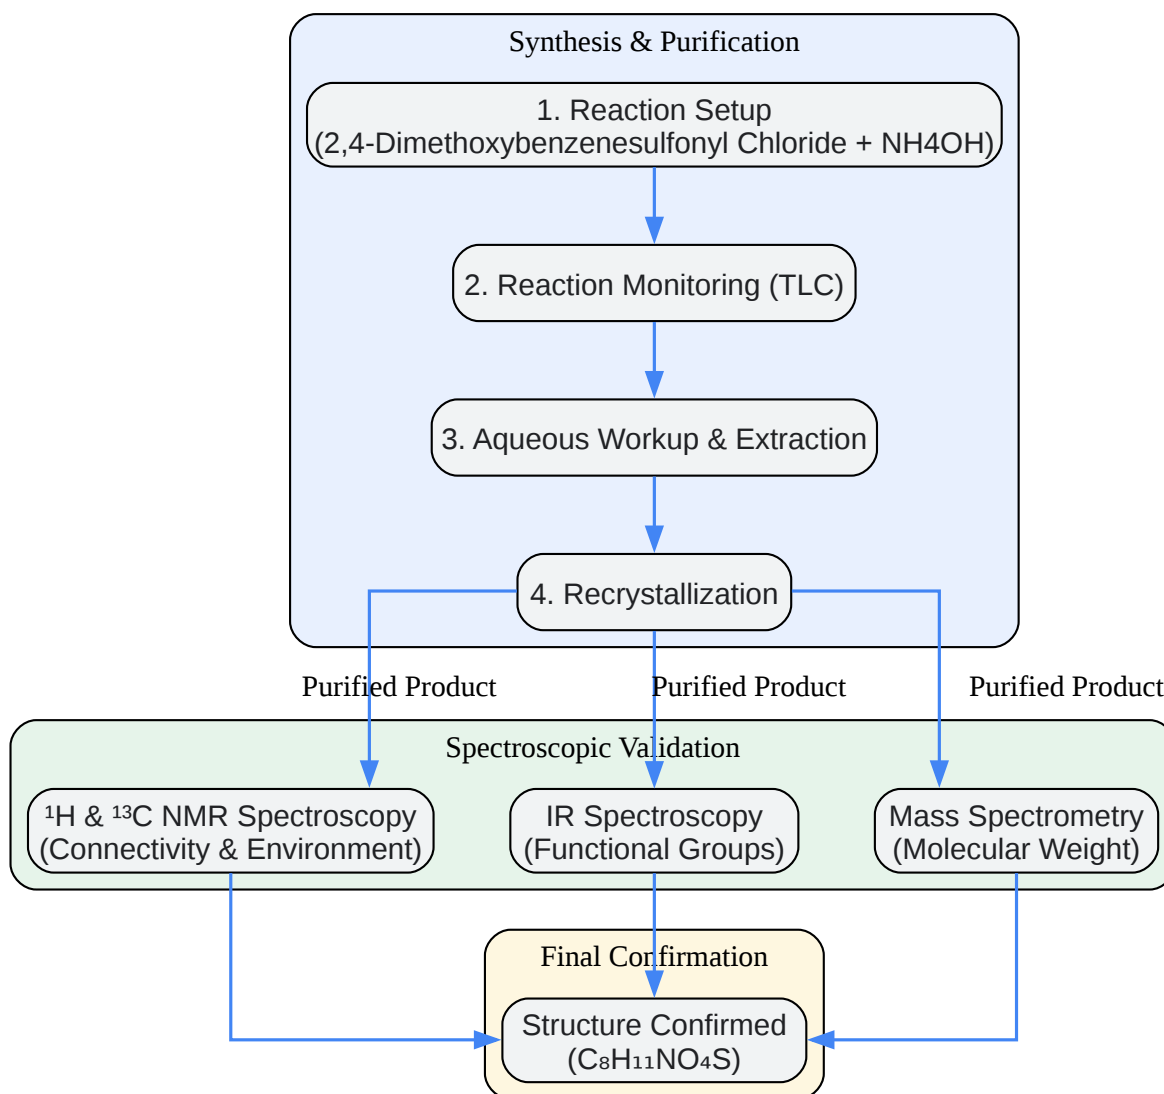 Synthesis & Purification
1. Reaction Setup
(2,4-Dimethoxybenzenesulfonyl Chloride + NH4OH)
2. Reaction Monitoring (TLC)
3. Aqueous Workup & Extraction
4. Recrystallization
Purified Product
Purified Product
Purified Product
Spectroscopic Validation
¹H & ¹³C NMR Spectroscopy
(Connectivity & Environment)
IR Spectroscopy
(Functional Groups)
Mass Spectrometry
(Molecular Weight)
Final Confirmation
Structure Confirmed
(C₈H₁₁NO₄S)